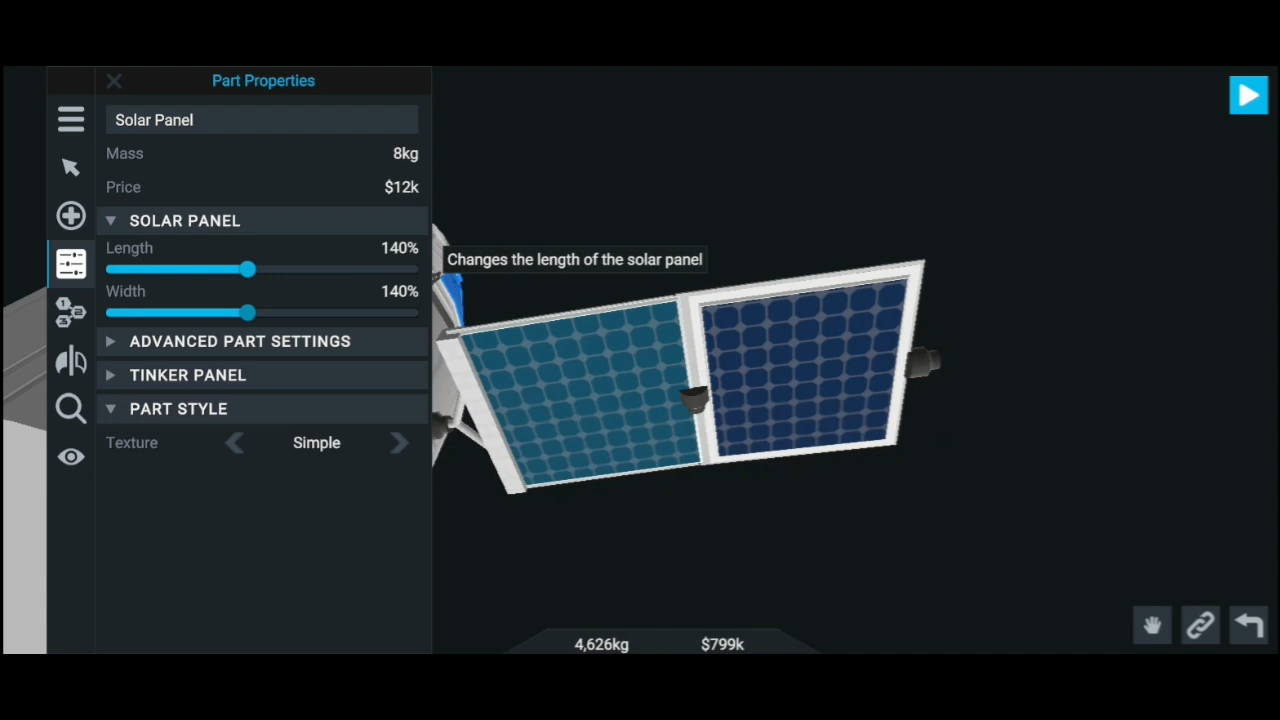 Part Properties
Solar Panel
Mass 8kg
Price $12k
SOLAR PANEL
Length 140%
Changes the length of the solar panel
Width 140%
ADVANCED PART SETTINGS
TINKER PANEL
PART STYLE
Texture Simple
4,626kg $799k